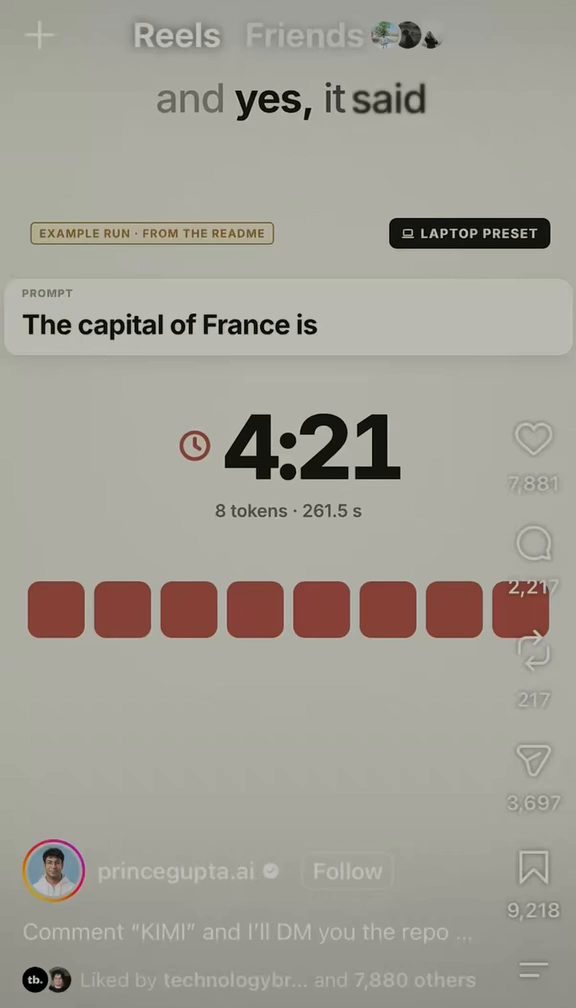 Reels Friends
and yes, it said
EXAMPLE RUN · FROM THE README
LAPTOP PRESET
PROMPT
The capital of France is
4:21
8 tokens · 261.5 s
7,881
2,217
217
3,697
9,218
princegupta.ai
Follow
Comment “KIMI” and I'll DM you the repo ...
tb.
Liked by technologybr... and 7,880 others